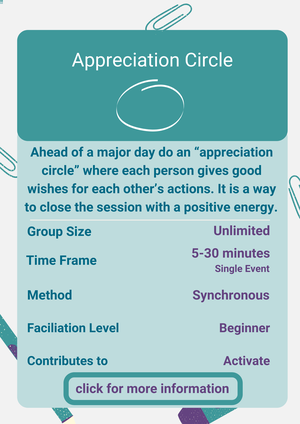 Appreciation Circle
Ahead of a major day do an “appreciation
circle” where each person gives good
wishes for each other’s actions. It is a way
to close the session with a positive energy.
Group Size Unlimited
Time Frame 5-30 minutes
Single Event
Method Synchronous
Faciliation Level Beginner
Contributes to Activate
click for more information